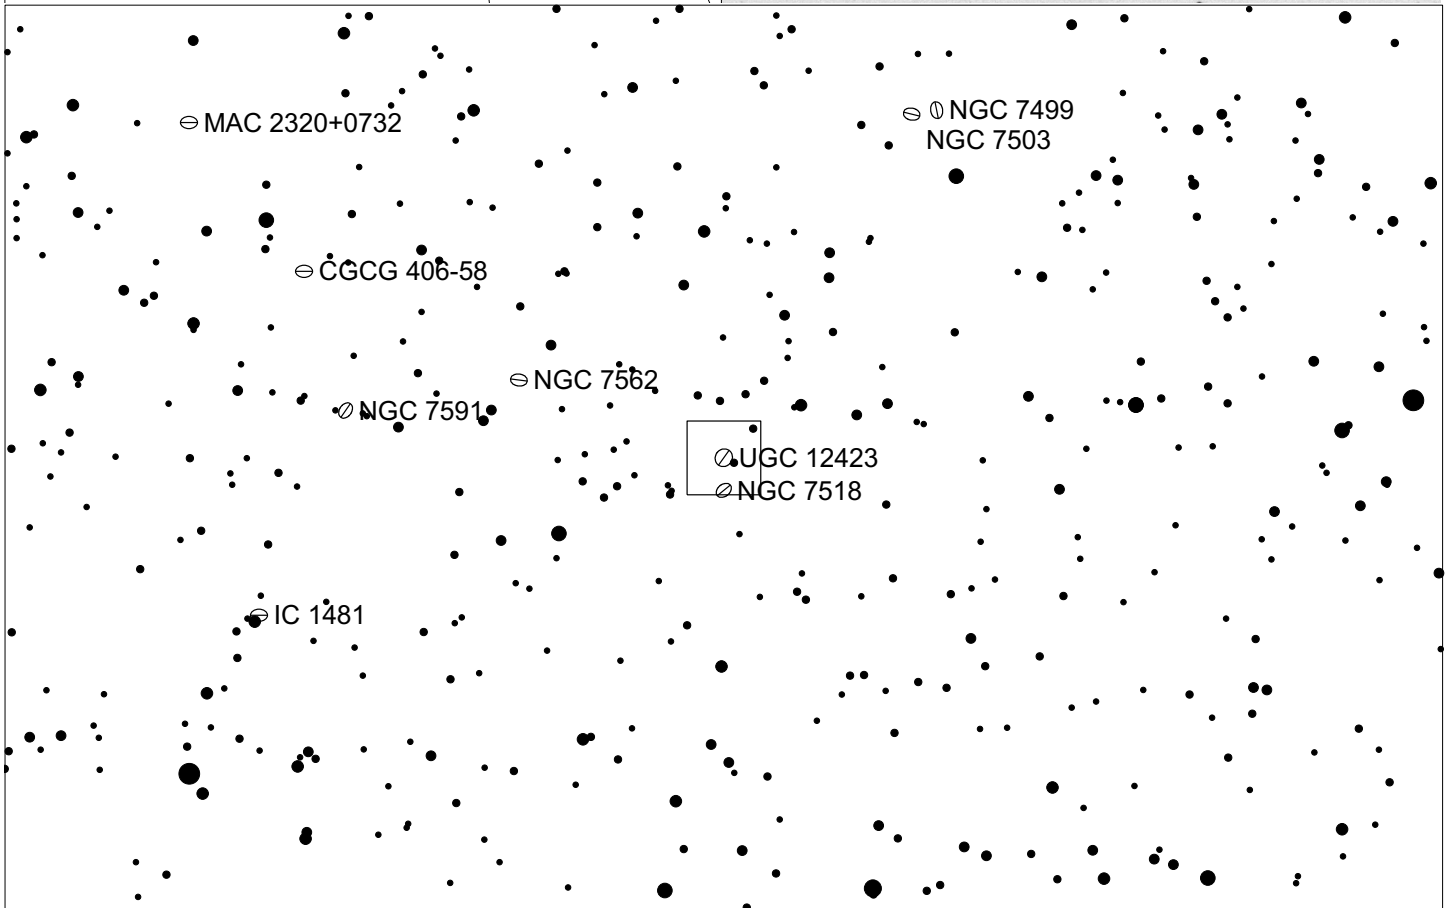 NGC 7499
MAC 2320+0732
NGC 7503
CGCG 406-58
NGC 7562
NGC 7591
UGC 12423
NGC 7518
IC 1481